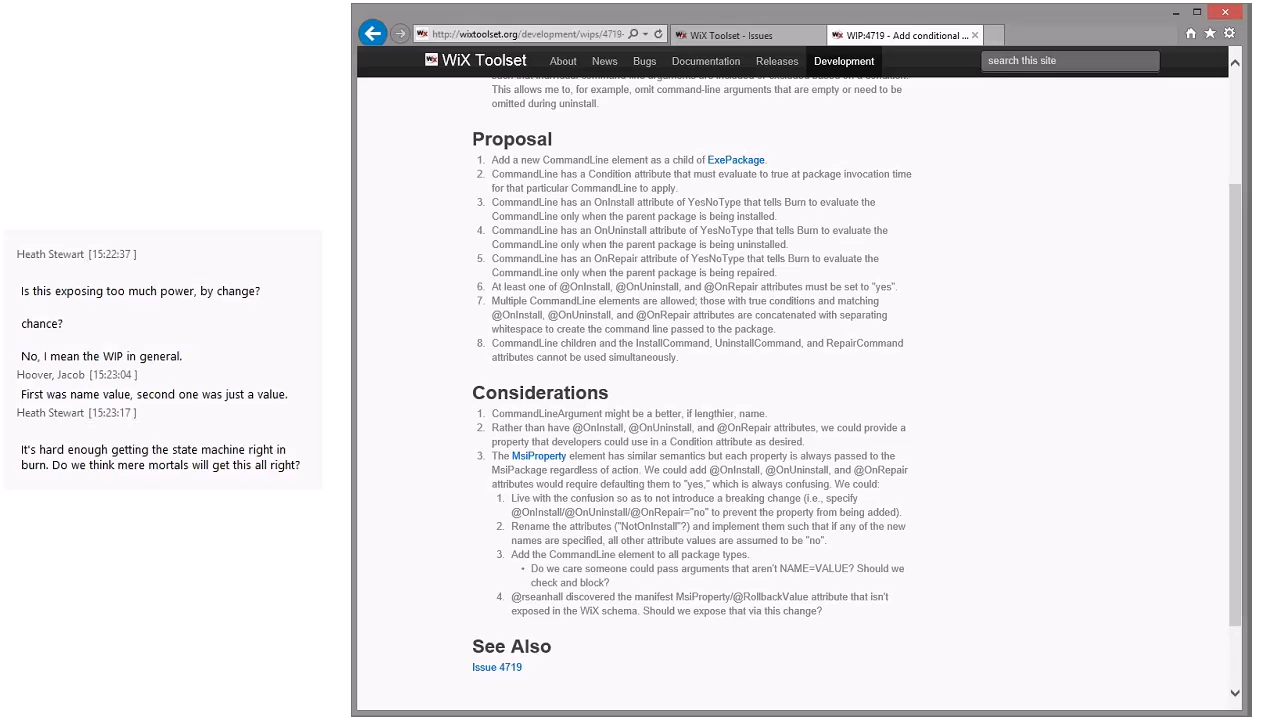 Heath Stewart [15:22:37 ]
Is this exposing too much power, by change?
chance?
No, I mean the WIP in general.
Hoover, Jacob [15:23:04 ]
First was name value, second one was just a value.
Heath Stewart [15:23:17 ]
It's hard enough getting the state machine right in
burn. Do we think mere mortals will get this all right?
http://wixtoolset.org/development/wips/4719-
WiX Toolset - Issues
WIP:4719 - Add conditional ...
WiX Toolset
About News Bugs Documentation Releases Development
search this site
This allows me to, for example, omit command-line arguments that are empty or need to be
omitted during uninstall.
Proposal
1. Add a new CommandLine element as a child of ExePackage.
2. CommandLine has a Condition attribute that must evaluate to true at package invocation time
for that particular CommandLine to apply.
3. CommandLine has an OnInstall attribute of YesNoType that tells Burn to evaluate the
CommandLine only when the parent package is being installed.
4. CommandLine has an OnUninstall attribute of YesNoType that tells Burn to evaluate the
CommandLine only when the parent package is being uninstalled.
5. CommandLine has an OnRepair attribute of YesNoType that tells Burn to evaluate the
CommandLine only when the parent package is being repaired.
6. At least one of @OnInstall, @OnUninstall, and @OnRepair attributes must be set to "yes".
7. Multiple CommandLine elements are allowed; those with true conditions and matching
@OnInstall, @OnUninstall, and @OnRepair attributes are concatenated with separating
whitespace to create the command line passed to the package.
8. CommandLine children and the InstallCommand, UninstallCommand, and RepairCommand
attributes cannot be used simultaneously.
Considerations
1. CommandLineArgument might be a better, if lengthier, name.
2. Rather than have @OnInstall, @OnUninstall, and @OnRepair attributes, we could provide a
property that developers could use in a Condition attribute as desired.
3. The MsiProperty element has similar semantics but each property is always passed to the
MsiPackage regardless of action. We could add @OnInstall, @OnUninstall, and @OnRepair
attributes would require defaulting them to "yes," which is always confusing. We could:
1. Live with the confusion so as to not introduce a breaking change (i.e., specify
@OnInstall/@OnUninstall/@OnRepair="no" to prevent the property from being added).
2. Rename the attributes ("NotOnInstall"?) and implement them such that if any of the new
names are specified, all other attribute values are assumed to be "no".
3. Add the CommandLine element to all package types.
• Do we care someone could pass arguments that aren't NAME=VALUE? Should we
check and block?
4. @rseanhall discovered the manifest MsiProperty/@RollbackValue attribute that isn't
exposed in the WiX schema. Should we expose that via this change?
See Also
Issue 4719